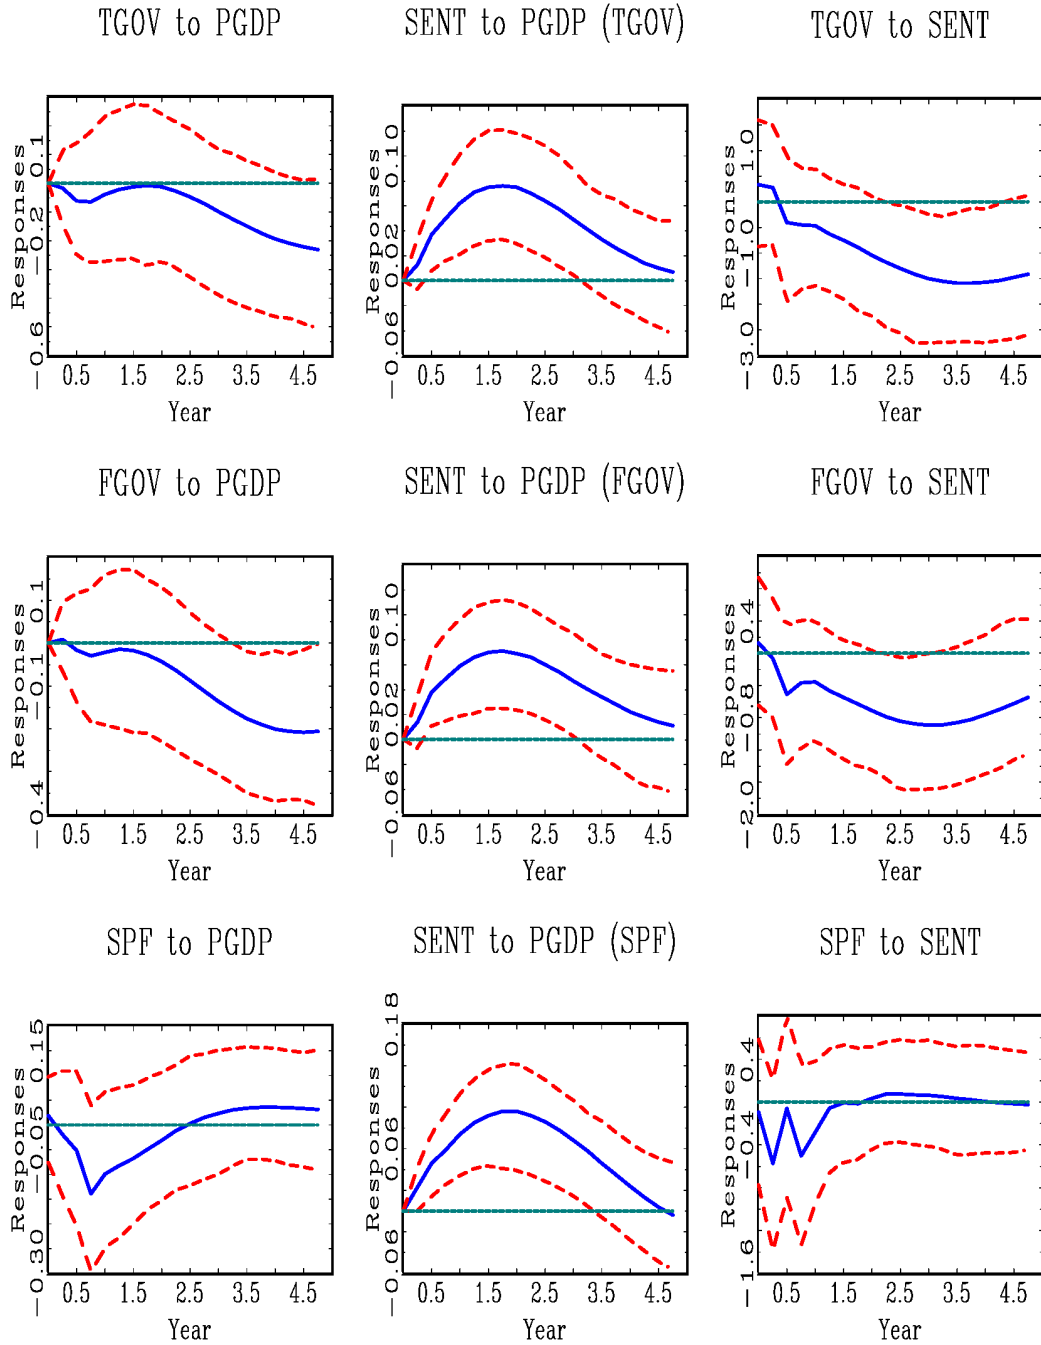 TGOV to PGDP
SENT to PGDP (TGOV)
TGOV to SENT
Responses
0.1
−0.2
−0.6
0.5 1.5 2.5 3.5 4.5
Year
Responses
0.10
0.02
−0.06
0.5 1.5 2.5 3.5 4.5
Year
Responses
1.0
−1.0
−3.0
0.5 1.5 2.5 3.5 4.5
Year
FGOV to PGDP
SENT to PGDP (FGOV)
FGOV to SENT
Responses
0.1
−0.1
−0.4
0.5 1.5 2.5 3.5 4.5
Year
Responses
0.10
0.02
−0.06
0.5 1.5 2.5 3.5 4.5
Year
Responses
0.4
−0.8
−2.0
0.5 1.5 2.5 3.5 4.5
Year
SPF to PGDP
SENT to PGDP (SPF)
SPF to SENT
Responses
0.15
−0.30
0.5 1.5 2.5 3.5 4.5
Year
Responses
0.18
0.06
−0.06
0.5 1.5 2.5 3.5 4.5
Year
Responses
0.4
−0.4
−1.6
0.5 1.5 2.5 3.5 4.5
Year